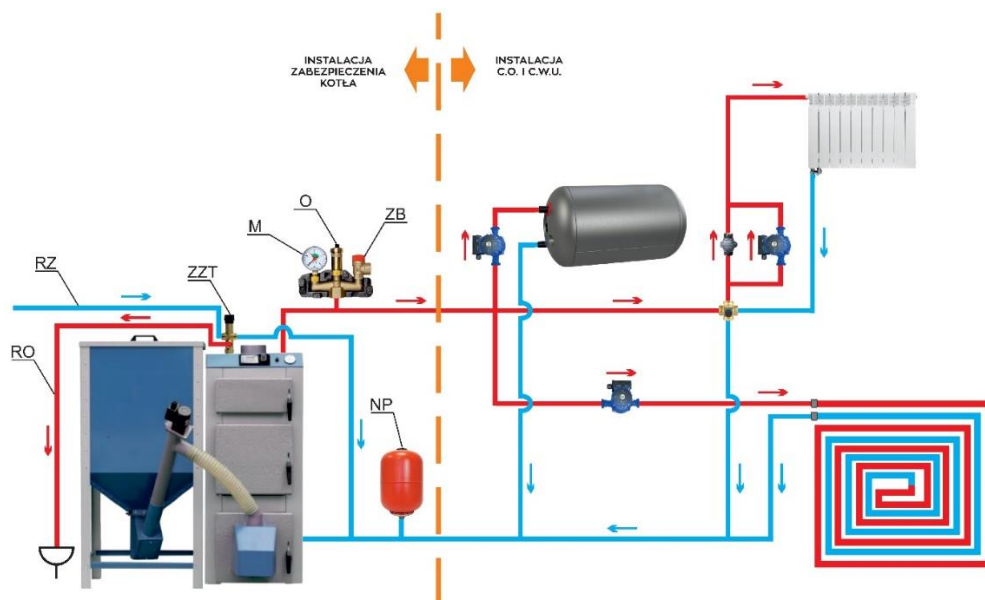 INSTALACJA
ZABEZPIECZENIA
KOTŁA
INSTALACJA
C.O. I C.W.U.
O
M
ZB
RZ
ZZT
RO
NP